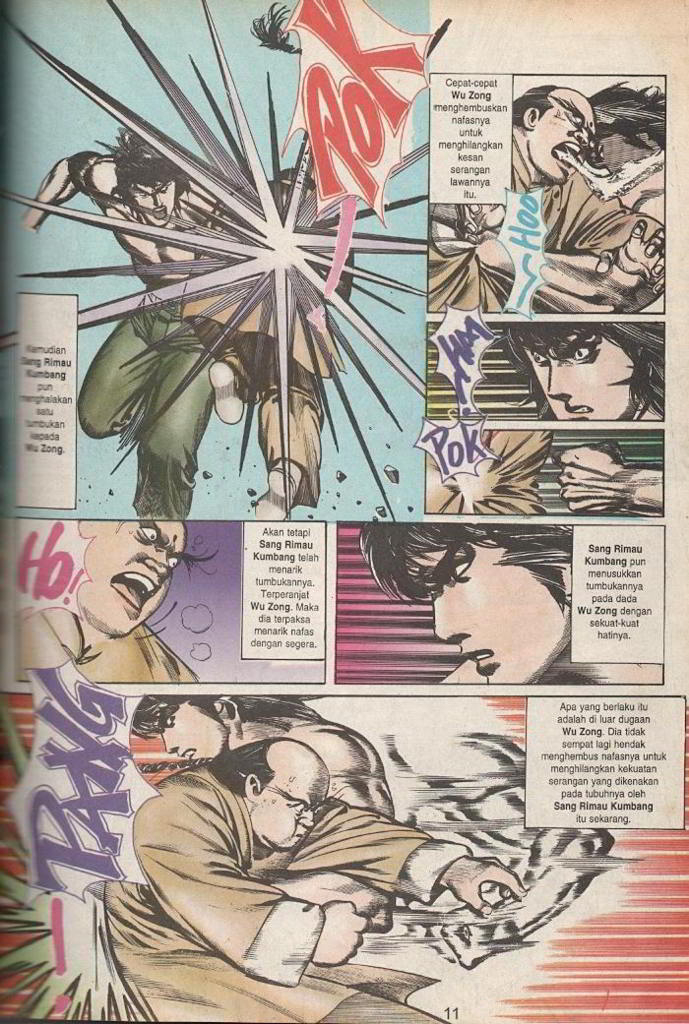 POK
Kemudian
Sang Rimau
Kumbang
pun
menghalakan
satu
tumbukan
kepada
Wu Zong.
Cepat-cepat
Wu Zong
menghembuskan
nafasnya
untuk
menghilangkan
kesan
serangan
lawannya
itu.
HOO
HAA
POK
HO!
Akan tetapi
Sang Rimau
Kumbang telah
menarik
tumbukannya.
Terperanjat
Wu Zong. Maka
dia terpaksa
menarik nafas
dengan segera.
Sang Rimau
Kumbang pun
menusukkan
tumbukannya
pada dada
Wu Zong dengan
sekuat-kuat
hatinya.
PANG
Apa yang berlaku itu
adalah di luar dugaan
Wu Zong. Dia tidak
sempat lagi hendak
menghembus nafasnya untuk
menghilangkan kekuatan
serangan yang dikenakan
pada tubuhnya oleh
Sang Rimau Kumbang
itu sekarang.
11